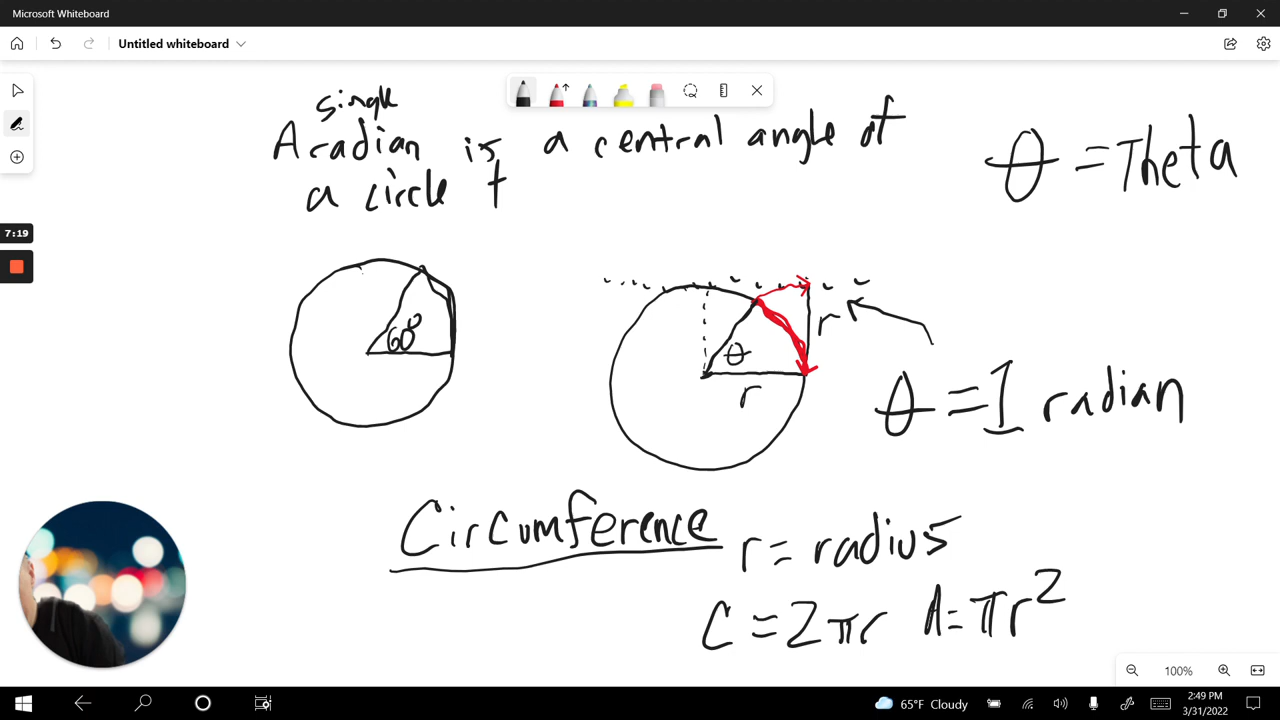 Microsoft Whiteboard
Untitled whiteboard
single
A radian is a central angle of
a circle t
θ = Theta
7:19
60°
θ
r
r
θ = 1 radian
Circumference
r = radius
C = 2πr A = πr²
100%
65°F Cloudy
2:49 PM
3/31/2022